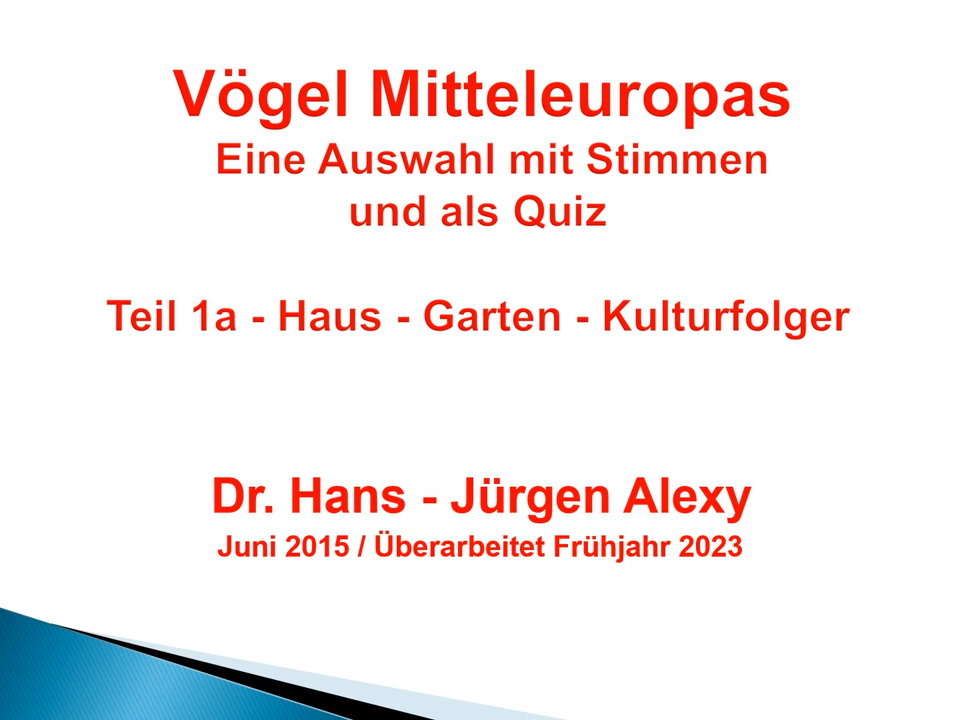 Vögel Mitteleuropas
Eine Auswahl mit Stimmen
und als Quiz
Teil 1a - Haus - Garten - Kulturfolger
Dr. Hans - Jürgen Alexy
Juni 2015 / Überarbeitet Frühjahr 2023